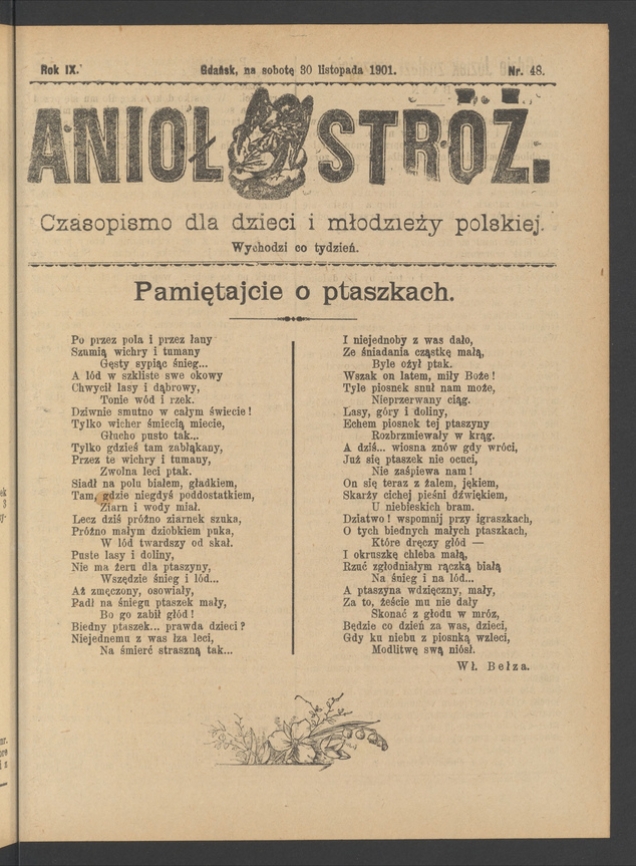 Rok IX. Gdańsk, na sobotę 30 listopada 1901. Nr. 48.
ANIOŁ STRÓŻ.
Czasopismo dla dzieci i młodzieży polskiej.
Wychodzi co tydzień.
Pamiętajcie o ptaszkach.
Po przez pola i przez łany
Szumią wichry i tumany
Gęsty sypiąc śnieg...
A lód w szkliste swe okowy
Chwycił lasy i dąbrowy,
Tonie wód i rzek.
Dziwnie smutno w całym świecie!
Tylko wicher śmiecią miecie,
Głucho pusto tak...
Tylko gdzieś tam zabłąkany,
Przez te wichry i tumany,
Zwolna leci ptak.
Siadł na polu białem, gładkiem,
Tam, gdzie niegdyś poddostatkiem,
Ziarn i wody miał.
Lecz dziś próżno ziarnek szuka,
Próżno małym dziobkiem puka,
W lód twardszy od skał.
Puste lasy i doliny,
Nie ma żeru dla ptaszyny,
Wszędzie śnieg i lód...
Aż zmęczony, osowiały,
Padł na śniegu ptaszek mały,
Bo go zabił głód!
Biedny ptaszek... prawda dzieci?
Niejednemu z was łza leci,
Na śmierć straszną tak...
I niejednoby z was dało,
Ze śniadania cząstkę małą,
Byle ożył ptak.
Wszak on latem, miły Boże!
Tyle piosnek snuł nam może,
Nieprzerwany ciąg.
Lasy, góry i doliny,
Echem piosnek tej ptaszyny
Rozbrzmiewały w krąg.
A dziś... wiosna znów gdy wróci,
Już się ptaszek nie ocuci,
Nie zaśpiewa nam!
On się teraz z żalem, jękiem,
Skarży cichej pieśni dźwiękiem,
U niebieskich bram.
Dziatwo! wspomnij przy igraszkach,
O tych biednych małych ptaszkach,
Które dręczy głód —
I okruszkę chleba małą,
Rzuć zgłodniałym rączką białą
Na śnieg i na lód...
A ptaszyna wdzięczny, mały,
Za to, żeście mu nie dały
Skonać z głodu w mróz,
Będzie co dzień za was, dzieci,
Gdy ku niebu z piosnką wzleci,
Modlitwę swą niósł.
Wł. Bełza.